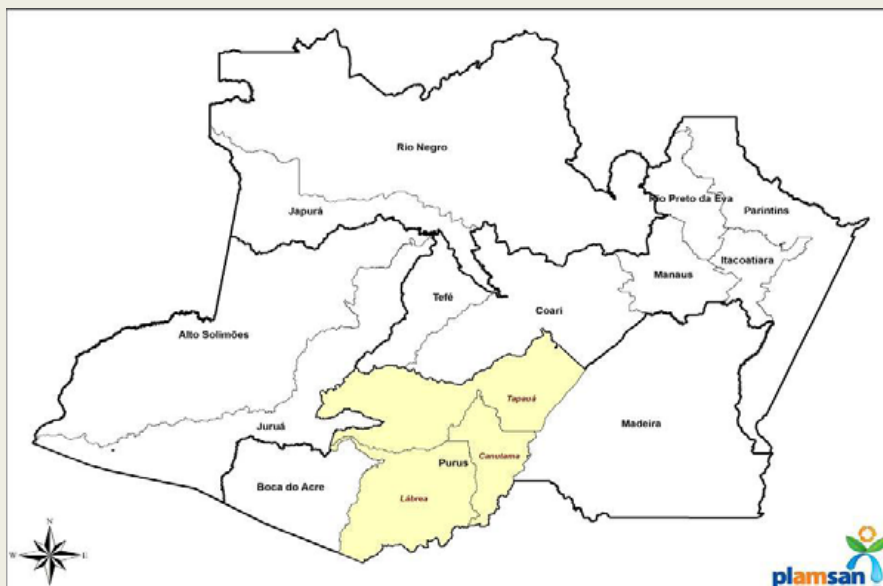 Rio Negro
Rio Preto da Eva
Japurá
Parintins
Itacoatiara
Manaus
Tefé
Coari
Alto Solimões
Tapauá
Juruá
Madeira
Canutama
Purus
Boca do Acre
Lábrea
N
W
E
S
plamsan